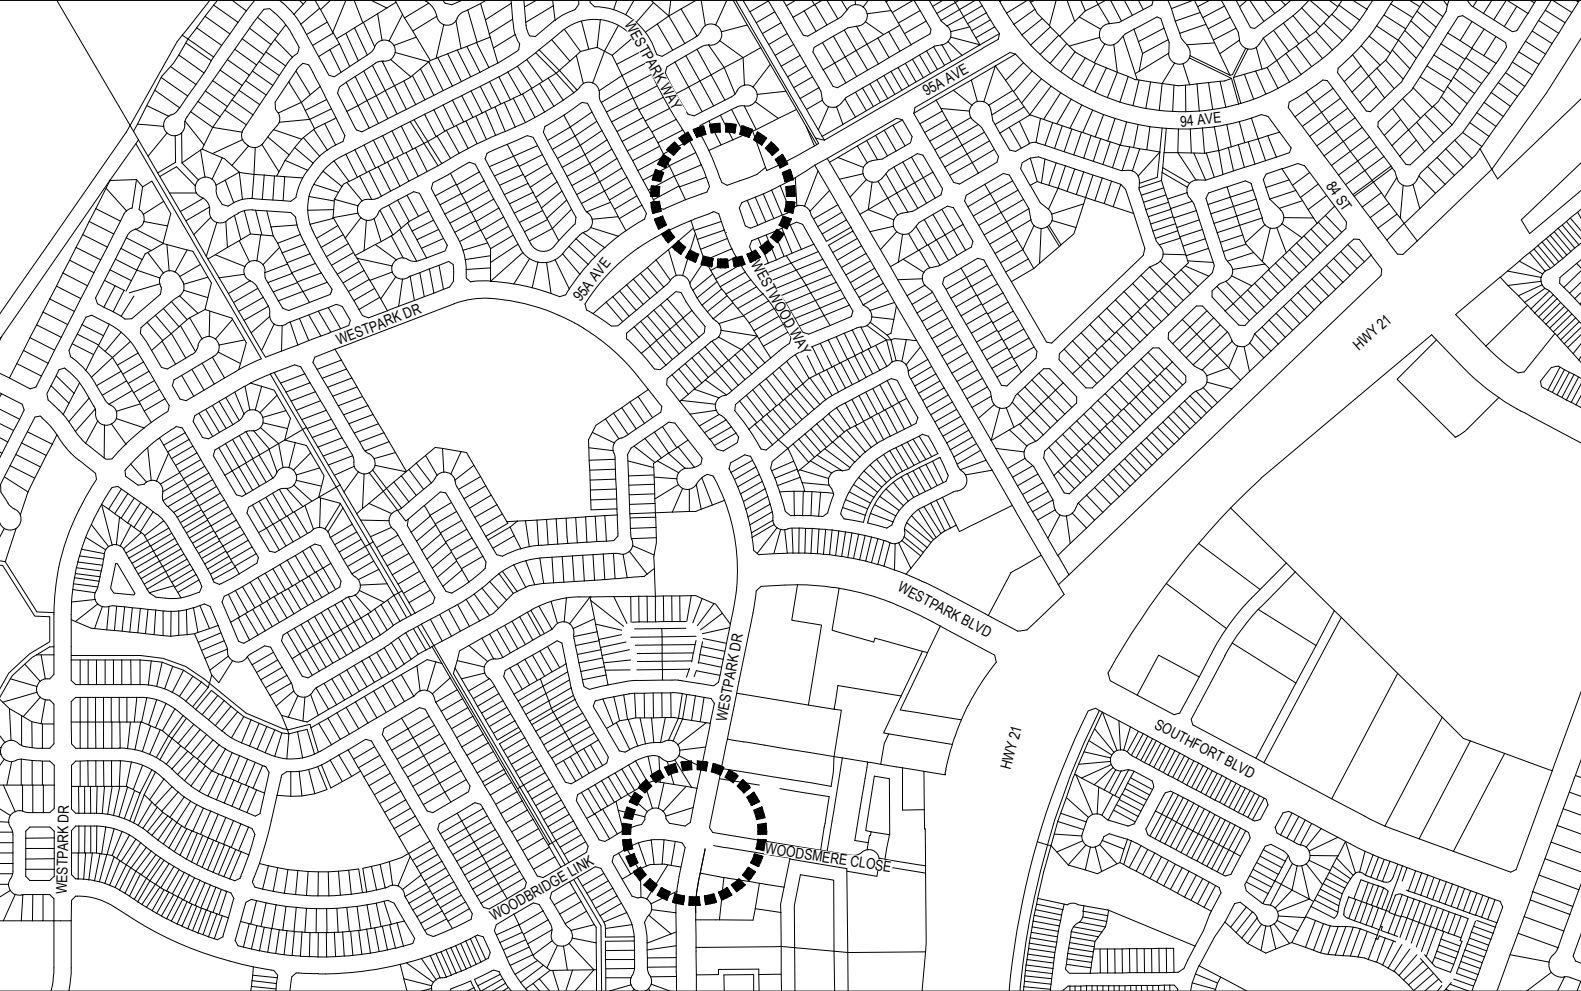 WESTPARK WAY
95A AVE
94 AVE
84 ST
95A AVE
WESTWOOD WAY
WESTPARK DR
HWY 21
WESTPARK BLVD
WESTPARK DR
HWY 21
SOUTHFORT BLVD
WESTPARK DR
WOODSMERE CLOSE
WOODBRIDGE LINK